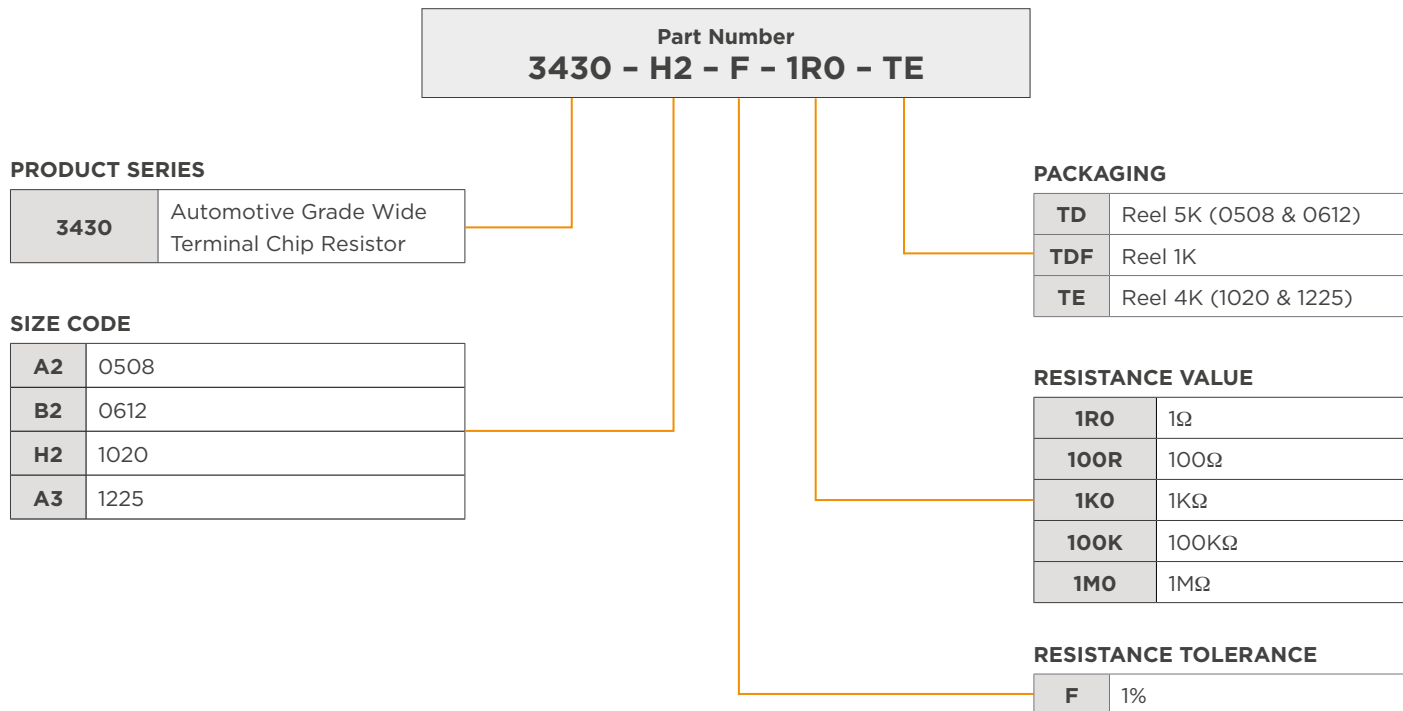 Part Number
3430 – H2 – F – 1R0 – TE
PRODUCT SERIES
3430 Automotive Grade Wide
Terminal Chip Resistor
SIZE CODE
A2 0508
B2 0612
H2 1020
A3 1225
PACKAGING
TD Reel 5K (0508 & 0612)
TDF Reel 1K
TE Reel 4K (1020 & 1225)
RESISTANCE VALUE
1R0 1Ω
100R 100Ω
1K0 1KΩ
100K 100KΩ
1M0 1MΩ
RESISTANCE TOLERANCE
F 1%